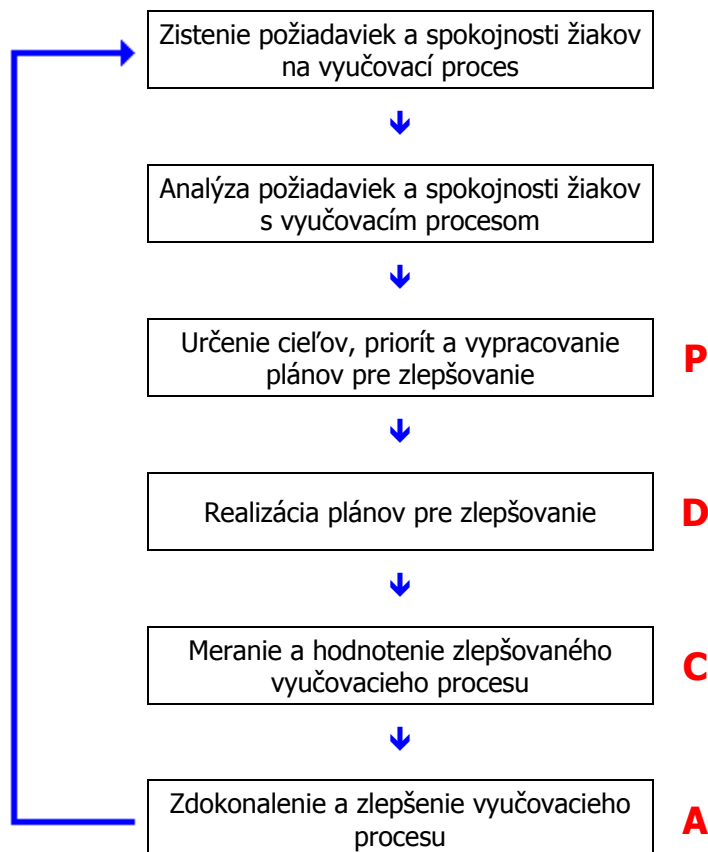 Zistenie požiadaviek a spokojnosti žiakov
na vyučovací proces
Analýza požiadaviek a spokojnosti žiakov
s vyučovacím procesom
Určenie cieľov, priorít a vypracovanie
plánov pre zlepšovanie
P
Realizácia plánov pre zlepšovanie
D
Meranie a hodnotenie zlepšovaného
vyučovacieho procesu
C
Zdokonalenie a zlepšenie vyučovacieho
procesu
A